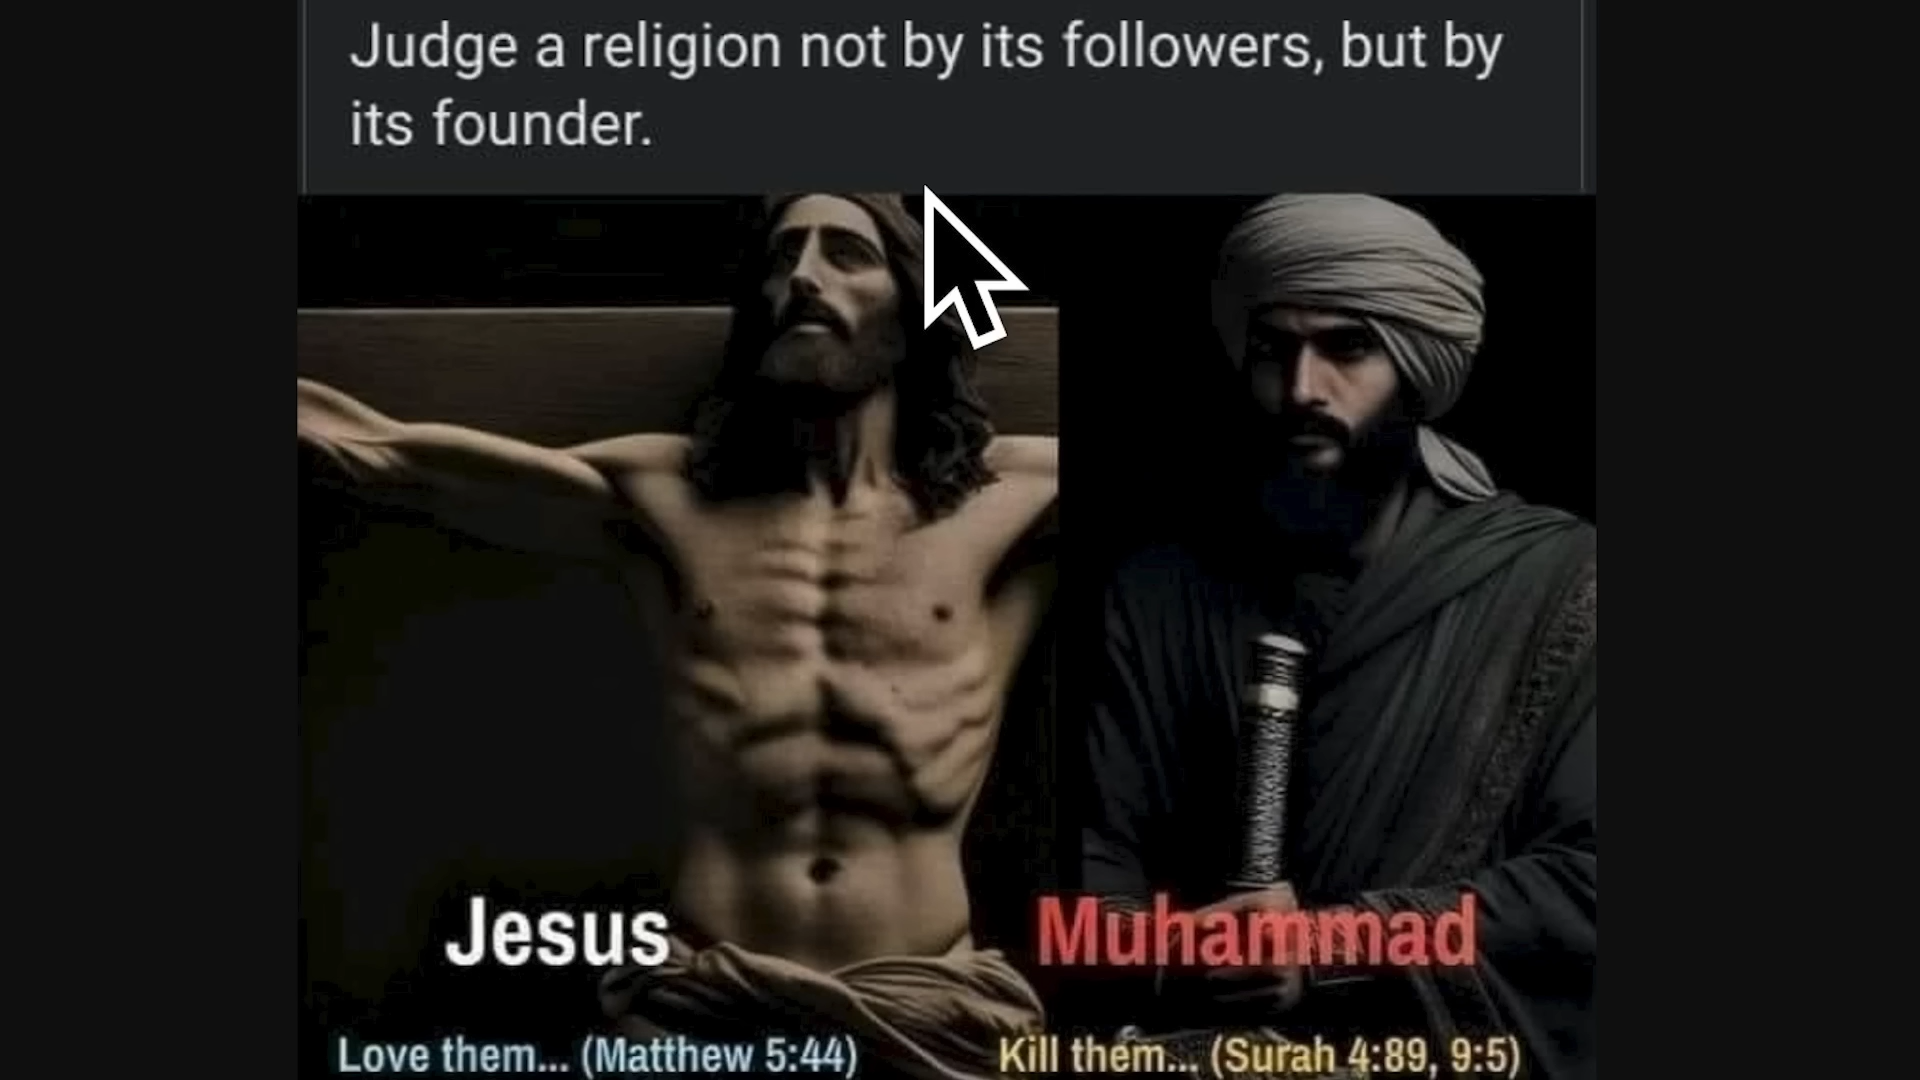 Judge a religion not by its followers, but by
its founder.
Jesus
Muhammad
Love them... (Matthew 5:44)
Kill them... (Surah 4:89, 9:5)